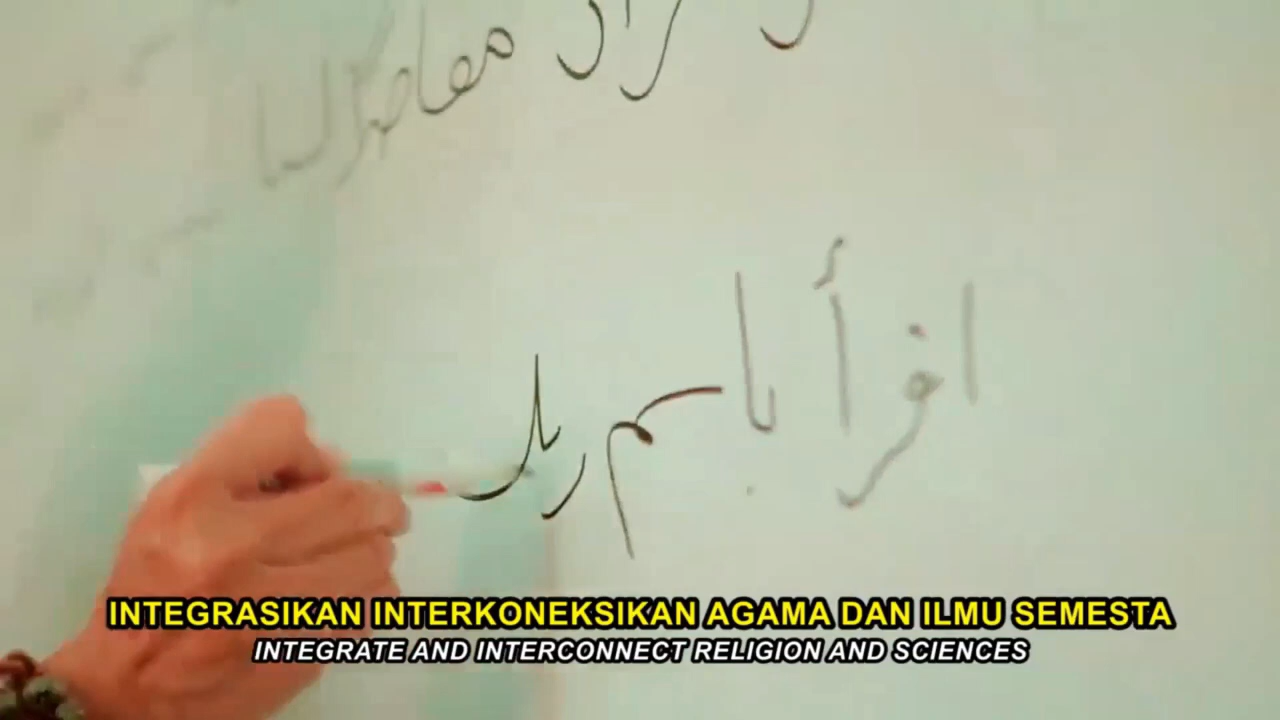 اقرأ باسم ربك
INTEGRASIKAN INTERKONEKSIKAN AGAMA DAN ILMU SEMESTA
INTEGRATE AND INTERCONNECT RELIGION AND SCIENCES